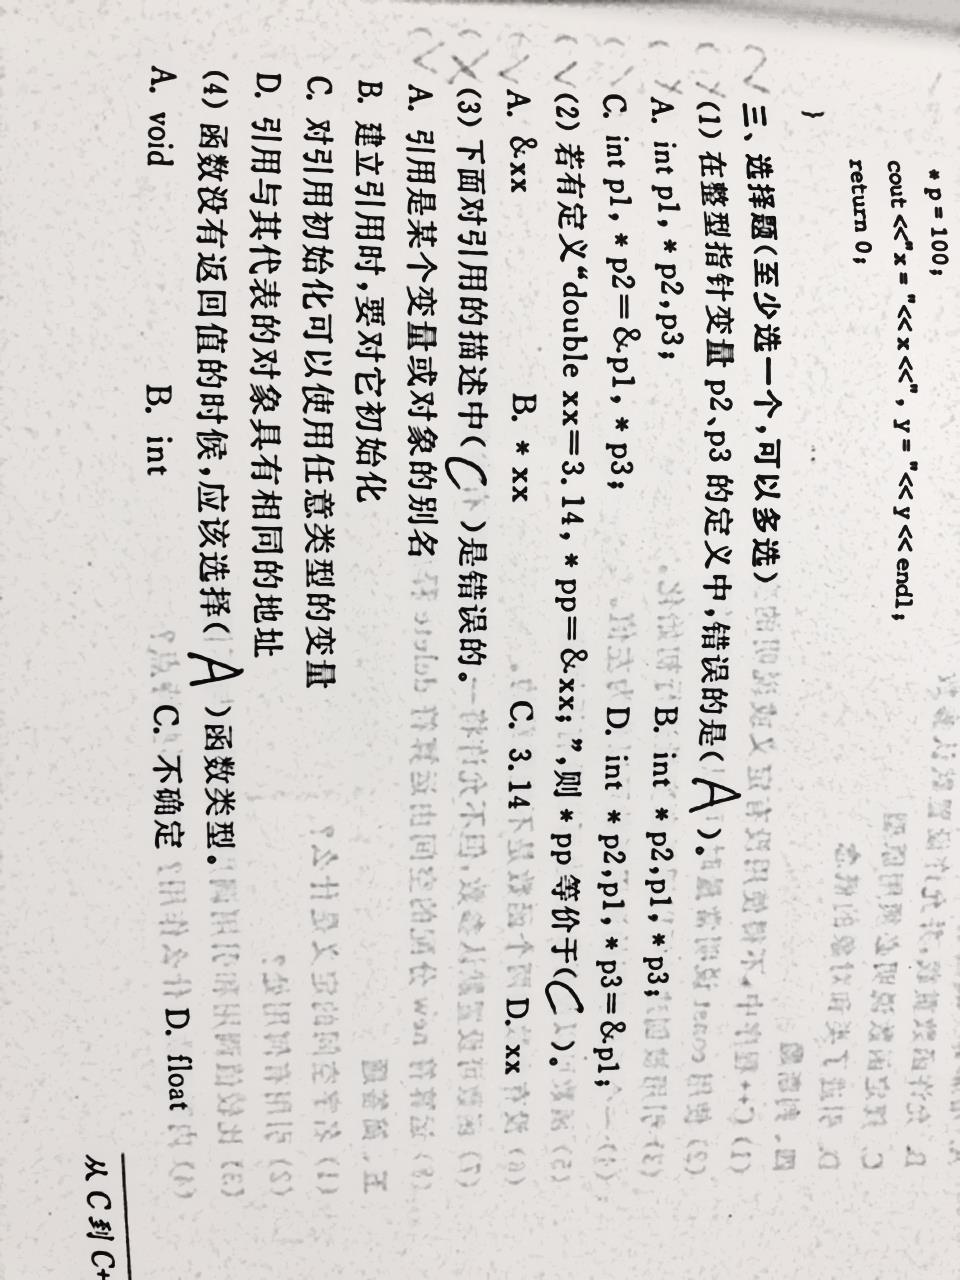 * p = 100;
cout <<"x = "<< x <<", y = "<< y << endl;
return 0;
}
三、选择题(至少选一个,可以多选)
(1) 在整型指针变量 p2、p3 的定义中,错误的是( A )。
A. int p1, * p2,p3; B. int * p2,p1, * p3;
C. int p1, * p2=&p1, * p3; D. int * p2,p1, * p3=&p1;
(2) 若有定义“double xx=3.14, * pp=&xx; ”,则 * pp 等价于( C )。
A. &xx B. * xx C. 3.14 D. xx
(3) 下面对引用的描述中( C )是错误的。
A. 引用是某个变量或对象的别名
B. 建立引用时,要对它初始化
C. 对引用初始化可以使用任意类型的变量
D. 引用与其代表的对象具有相同的地址
(4) 函数没有返回值的时候,应该选择( A )函数类型。
A. void B. int C. 不确定 D. float
从 C 到 C+